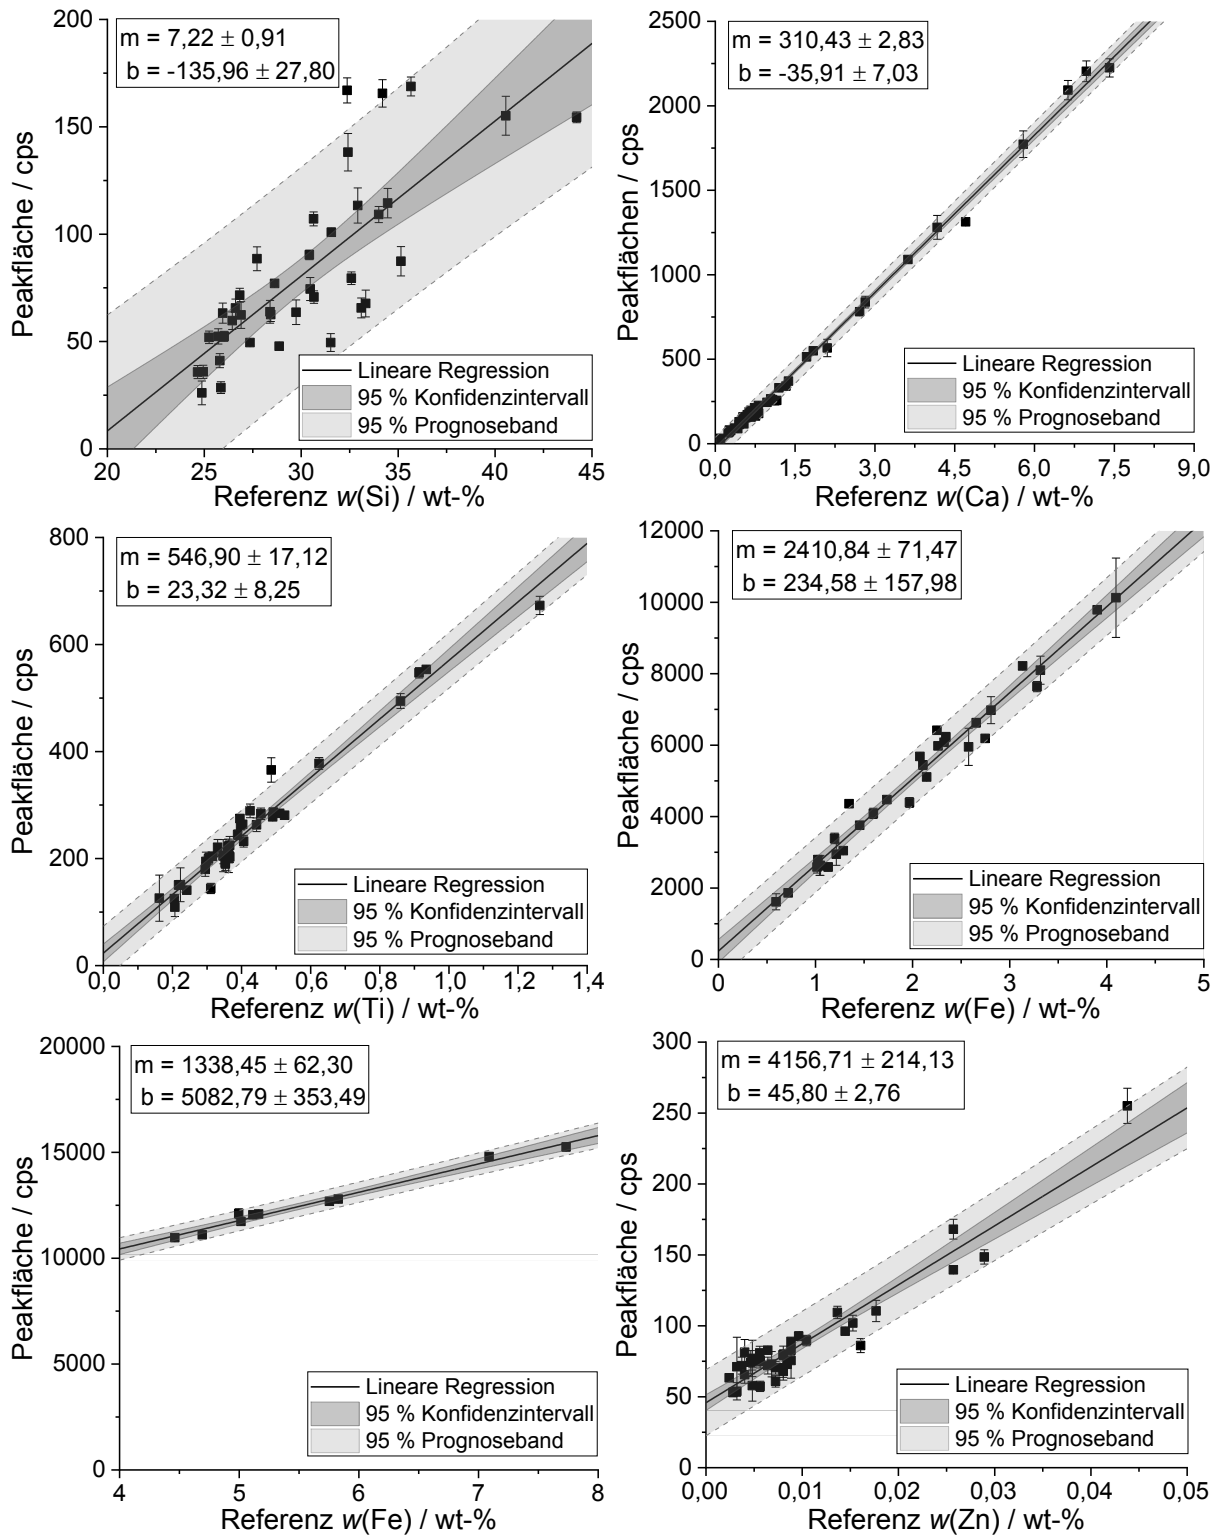 m = 7,22 ± 0,91
b = -135,96 ± 27,80
200
150
100
50
0
Peakfläche / cps
Lineare Regression
95 % Konfidenzintervall
95 % Prognoseband
20 25 30 35 40 45
Referenz w(Si) / wt-%
m = 310,43 ± 2,83
b = -35,91 ± 7,03
2500
2000
1500
1000
500
0
Peakflächen / cps
Lineare Regression
95 % Konfidenzintervall
95 % Prognoseband
0,0 1,5 3,0 4,5 6,0 7,5 9,0
Referenz w(Ca) / wt-%
m = 546,90 ± 17,12
b = 23,32 ± 8,25
800
600
400
200
0
Peakfläche / cps
Lineare Regression
95 % Konfidenzintervall
95 % Prognoseband
0,0 0,2 0,4 0,6 0,8 1,0 1,2 1,4
Referenz w(Ti) / wt-%
m = 2410,84 ± 71,47
b = 234,58 ± 157,98
12000
10000
8000
6000
4000
2000
0
Peakfläche / cps
Lineare Regression
95 % Konfidenzintervall
95 % Prognoseband
0 1 2 3 4 5
Referenz w(Fe) / wt-%
m = 1338,45 ± 62,30
b = 5082,79 ± 353,49
20000
15000
10000
5000
0
Peakfläche / cps
Lineare Regression
95 % Konfidenzintervall
95 % Prognoseband
4 5 6 7 8
Referenz w(Fe) / wt-%
m = 4156,71 ± 214,13
b = 45,80 ± 2,76
300
250
200
150
100
50
0
Peakfläche / cps
Lineare Regression
95 % Konfidenzintervall
95 % Prognoseband
0,00 0,01 0,02 0,03 0,04 0,05
Referenz w(Zn) / wt-%